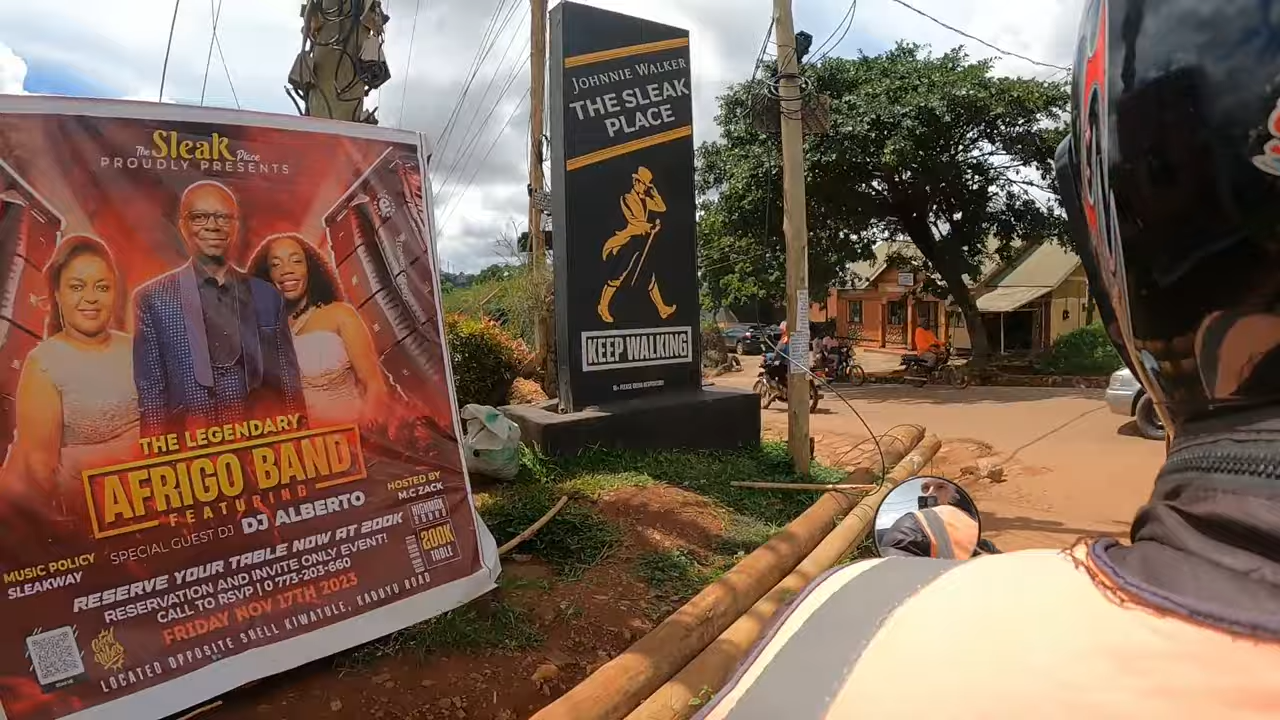 The Sleak Place
PROUDLY PRESENTS
THE LEGENDARY
AFRIGO BAND
FEATURING
SPECIAL GUEST DJ DJ ALBERTO
HOSTED BY
M.C ZACK
MUSIC POLICY
SLEAKWAY
RESERVE YOUR TABLE NOW AT 200K
RESERVATION AND INVITE ONLY EVENT!
CALL TO RSVP | 0 773-203-660
FRIDAY NOV 17TH 2023
LOCATED OPPOSITE SHELL KIWATULE, KABUYU ROAD
200K
TABLE
Good Vibes
JOHNNIE WALKER
THE SLEAK
PLACE
KEEP WALKING